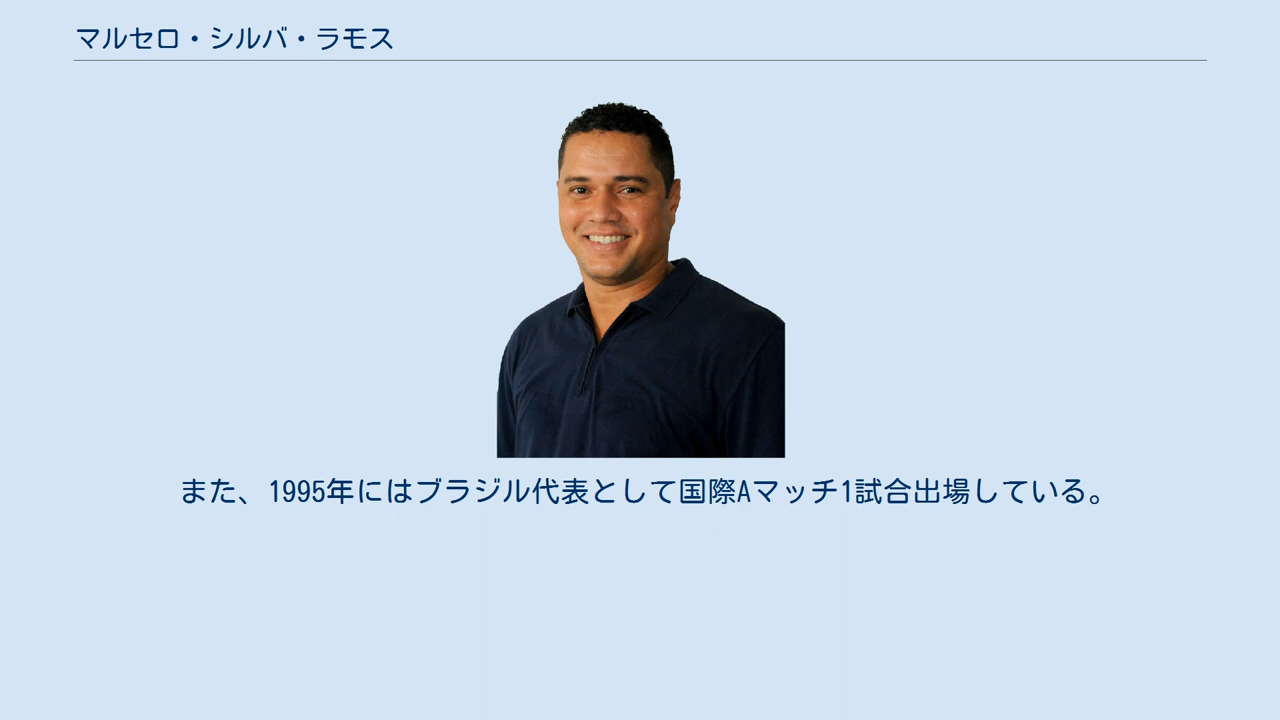 マルセロ・シルバ・ラモス
また、1995年にはブラジル代表として国際Aマッチ1試合出場している。